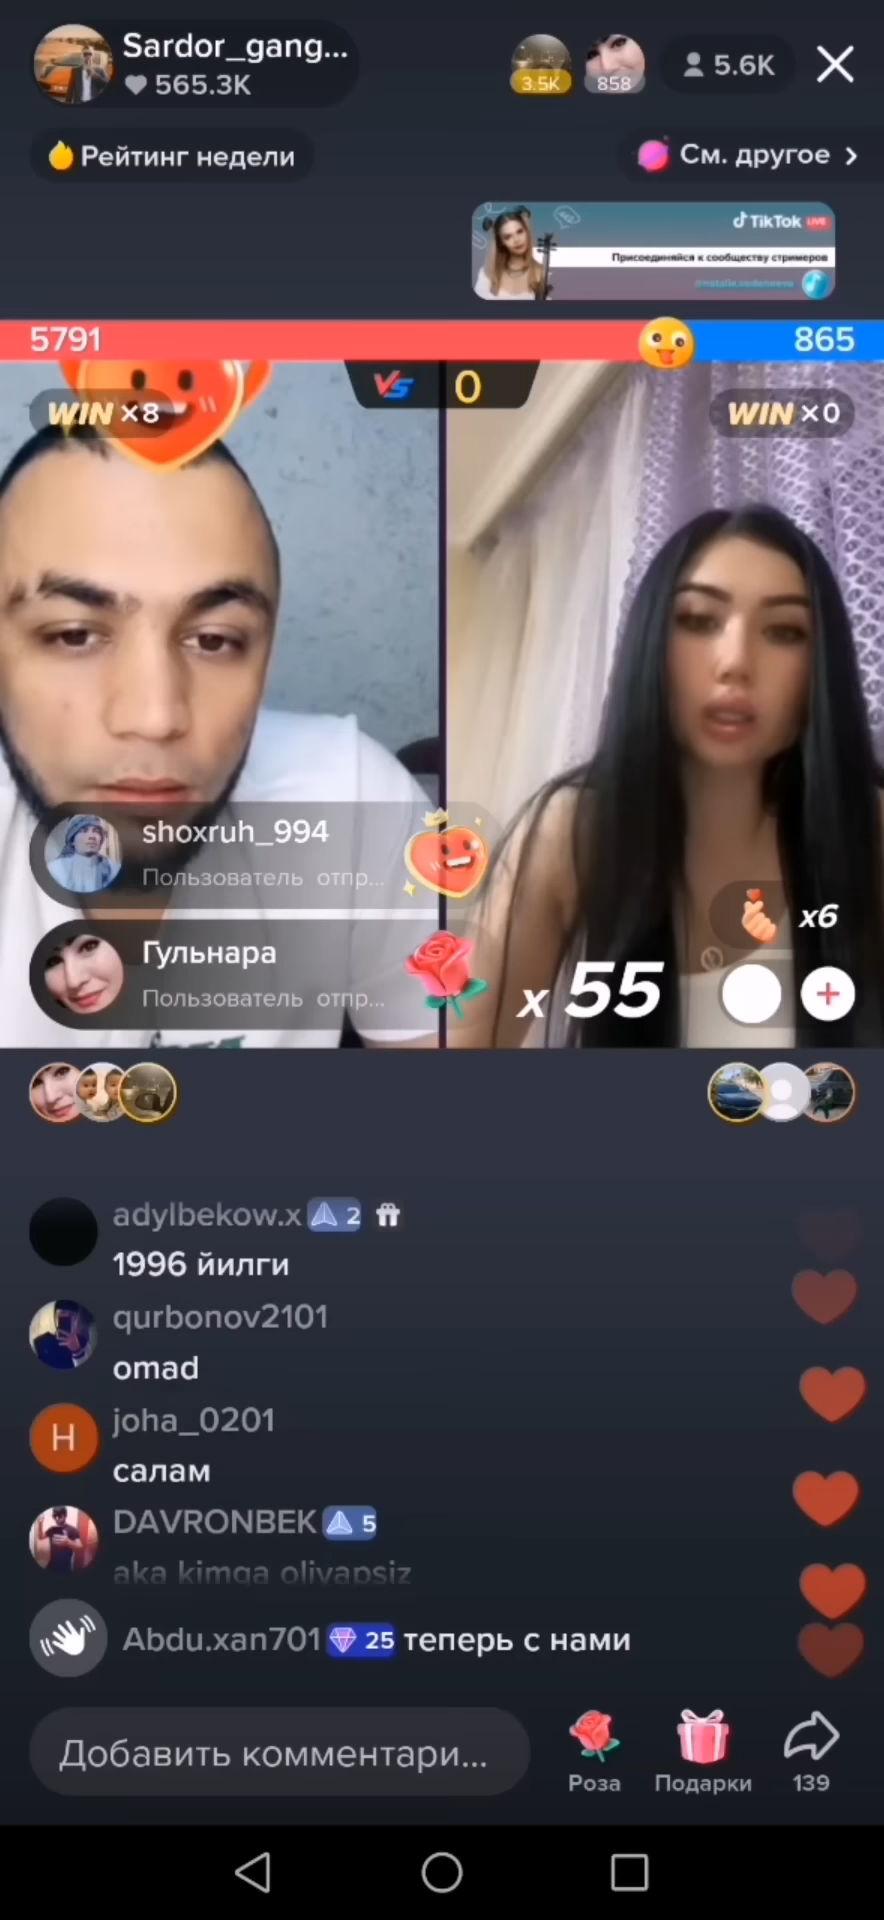 Sardor_gang...
565.3K
3.5K
858
5.6K
Рейтинг недели
См. другое
TikTok LIVE
Присоединяйся к сообществу стримеров
5791
865
VS 0
WIN ×8
WIN ×0
shoxruh_994
Пользователь отпр...
Гульнара
Пользователь отпр...
x 55
x6
adylbekow.x 2
1996 йилги
qurbonov2101
omad
H
joha_0201
салам
DAVRONBEK 5
aka kimga oliyapsiz
Abdu.xan701 25 теперь с нами
Добавить комментари...
Роза
Подарки
139